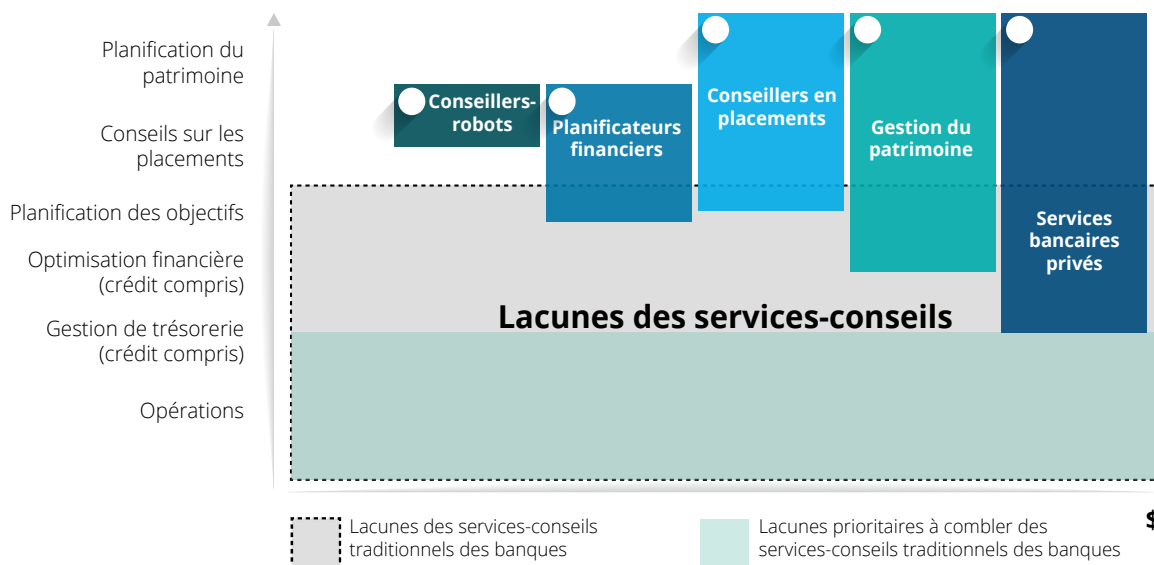 Planification du
patrimoine
Conseils sur les
placements
Planification des objectifs
Optimisation financière
(crédit compris)
Gestion de trésorerie
(crédit compris)
Opérations
Conseillers-
robots
Planificateurs
financiers
Conseillers en
placements
Gestion du
patrimoine
Services
bancaires
privés
Lacunes des services-conseils
Lacunes des services-conseils
traditionnels des banques
Lacunes prioritaires à combler des
services-conseils traditionnels des banques
$